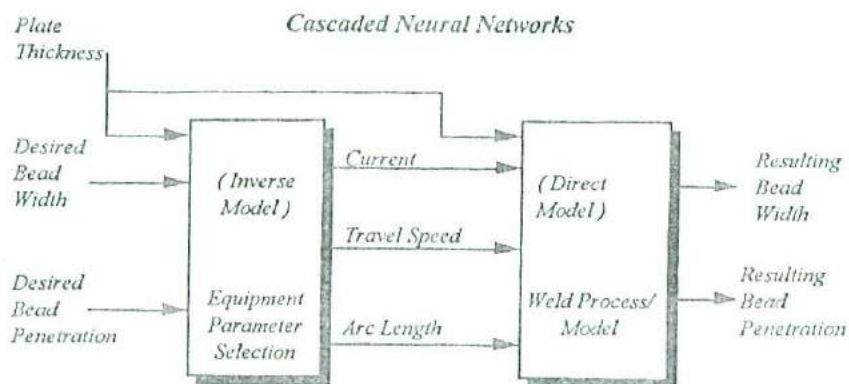 Cascaded Neural Networks
Plate
Thickness
Desired
Bead
Width
Desired
Bead
Penetration
(Inverse
Model)
Equipment
Parameter
Selection
Current
Travel Speed
Arc Length
(Direct
Model)
Weld Process/
Model
Resulting
Bead
Width
Resulting
Bead
Penetration